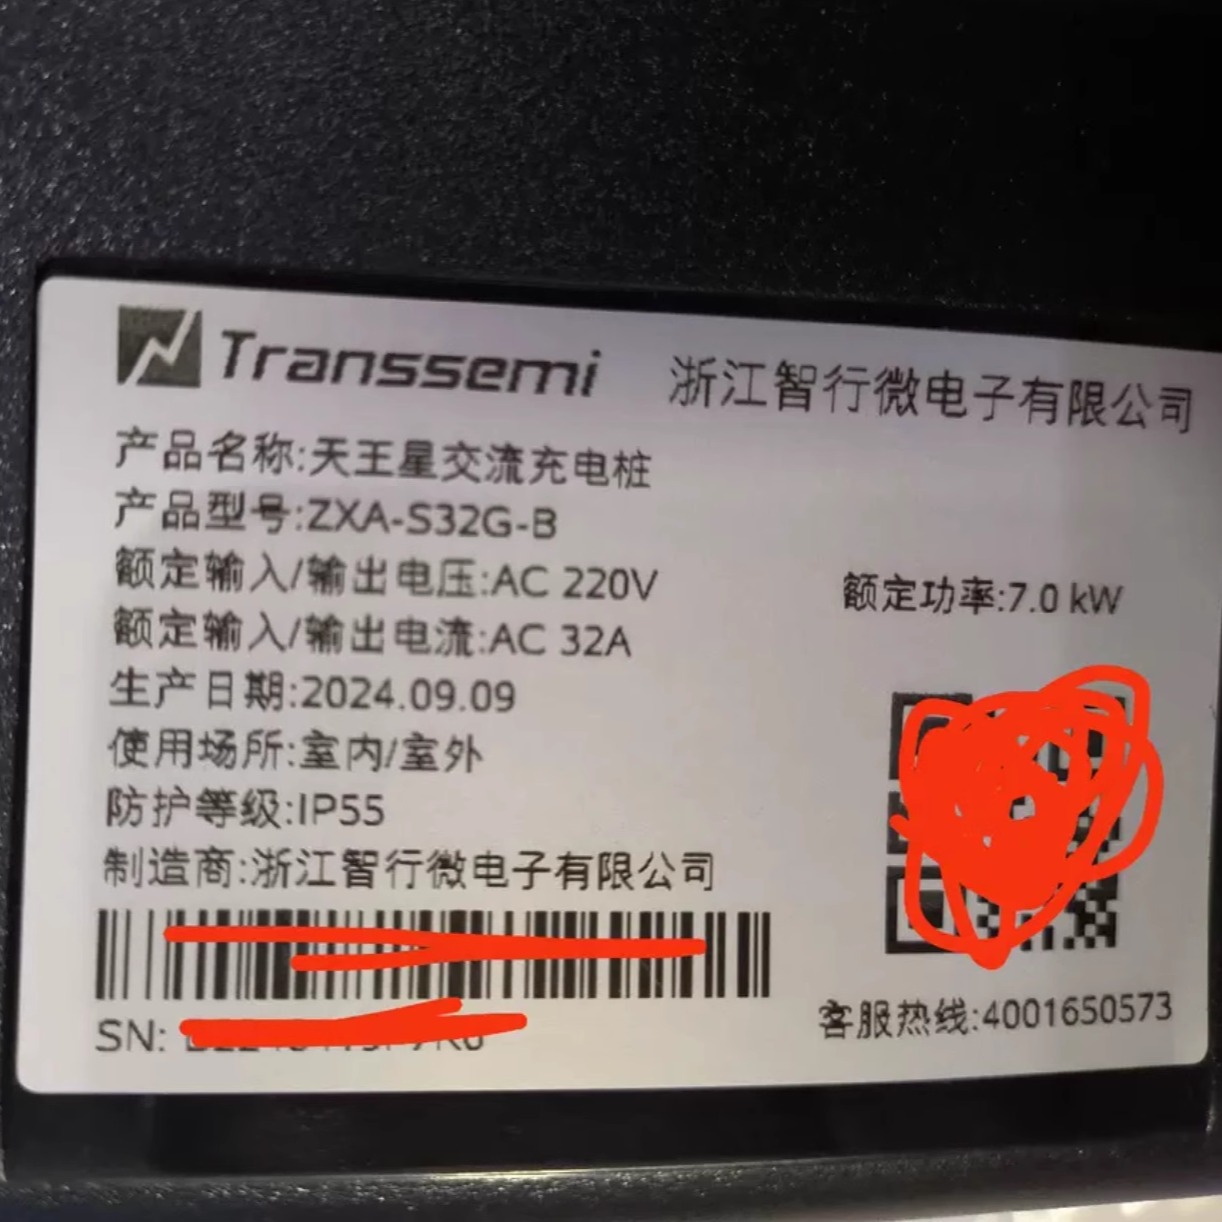 Transsemi 浙江智行微电子有限公司
产品名称:天王星交流充电桩
产品型号:ZXA-S32G-B
额定输入/输出电压:AC 220V 额定功率:7.0 kW
额定输入/输出电流:AC 32A
生产日期:2024.09.09
使用场所:室内/室外
防护等级:IP55
制造商:浙江智行微电子有限公司
SN:
客服热线:4001650573